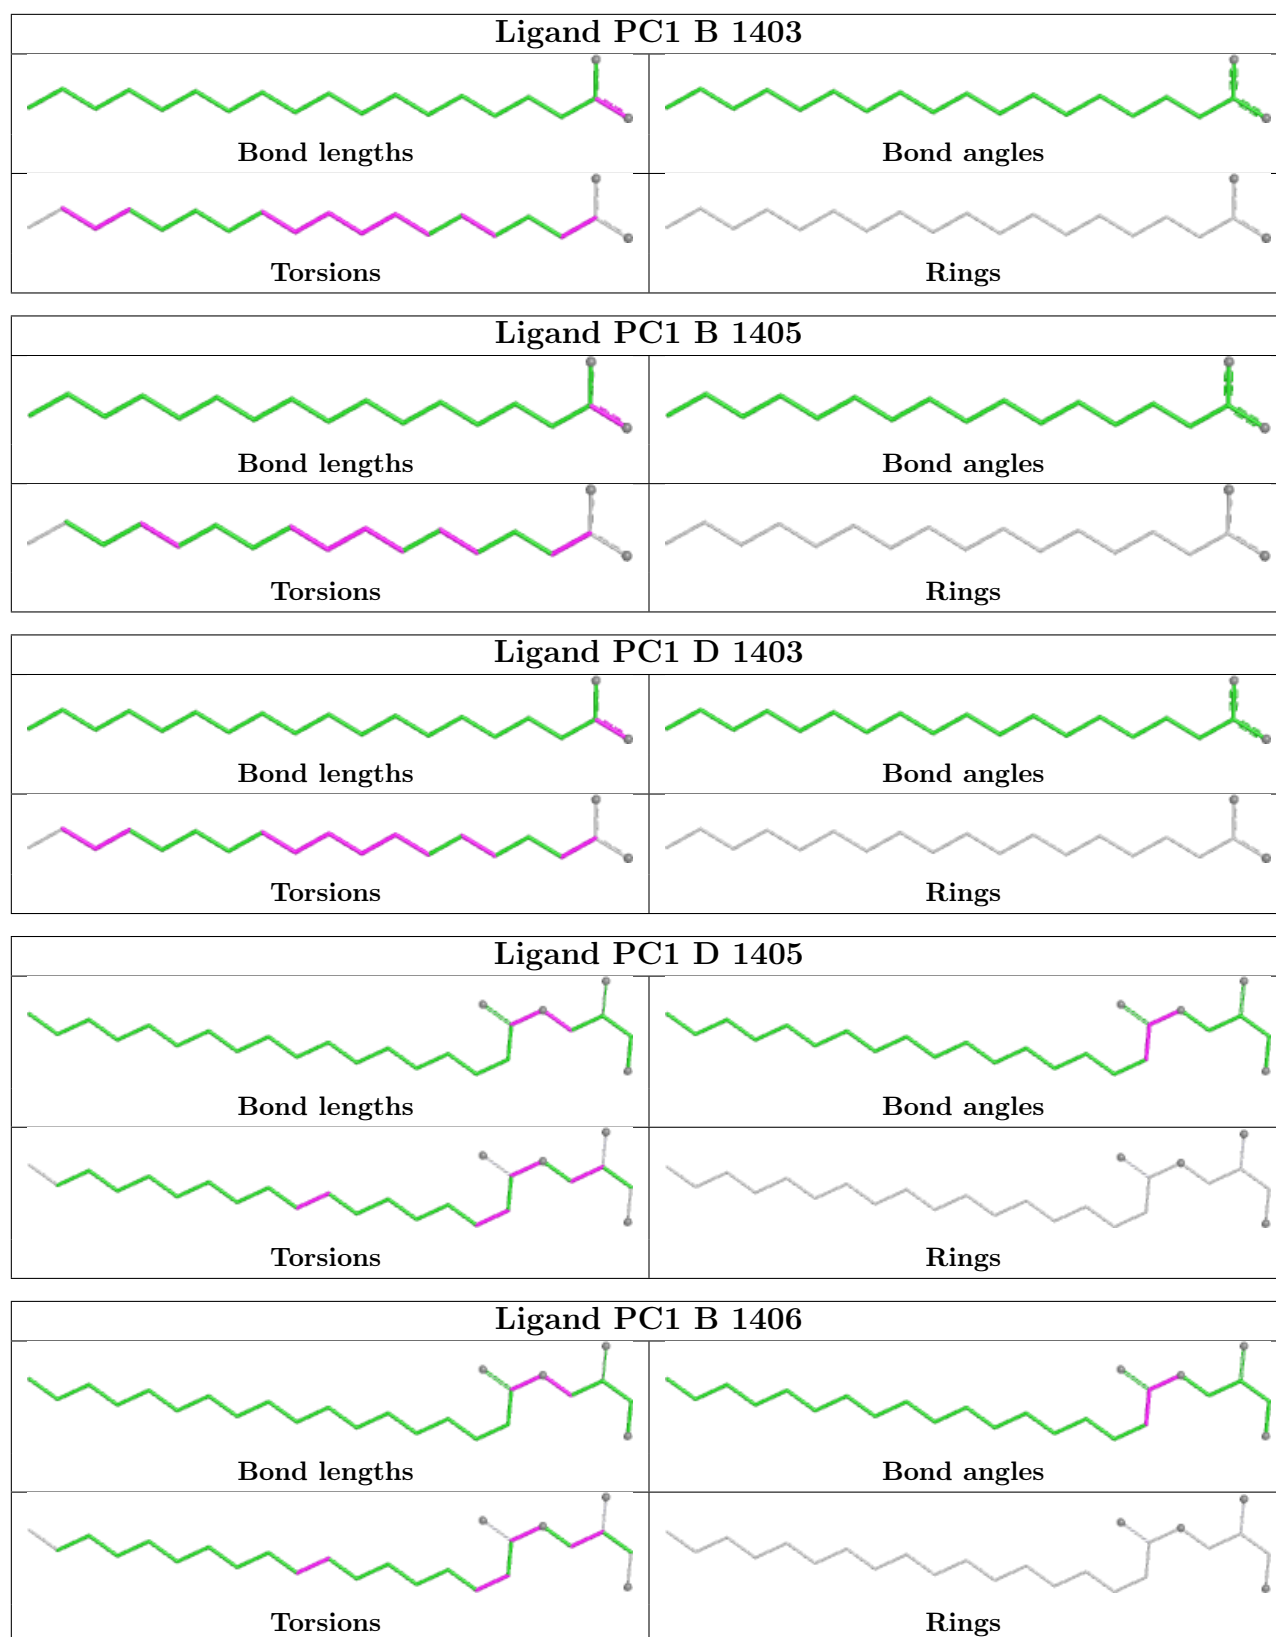 Ligand PC1 B 1403
Bond lengths
Bond angles
Torsions
Rings
Ligand PC1 B 1405
Bond lengths
Bond angles
Torsions
Rings
Ligand PC1 D 1403
Bond lengths
Bond angles
Torsions
Rings
Ligand PC1 D 1405
Bond lengths
Bond angles
Torsions
Rings
Ligand PC1 B 1406
Bond lengths
Bond angles
Torsions
Rings